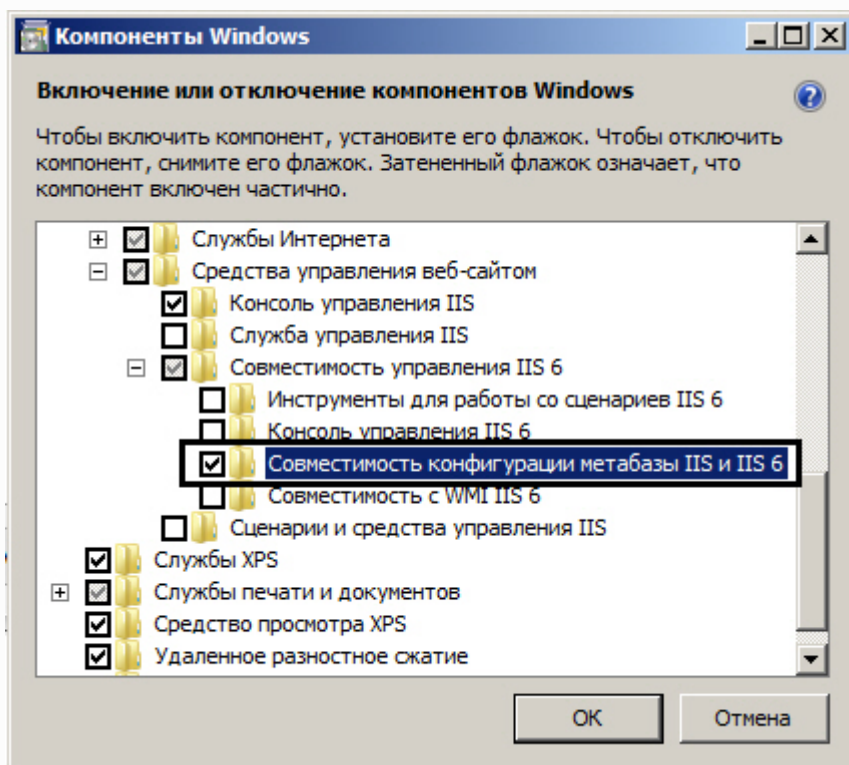 Компоненты Windows
Включение или отключение компонентов Windows
Чтобы включить компонент, установите его флажок. Чтобы отключить
компонент, снимите его флажок. Затененный флажок означает, что
компонент включен частично.
Службы Интернета
Средства управления веб-сайтом
Консоль управления IIS
Служба управления IIS
Совместимость управления IIS 6
Инструменты для работы со сценариев IIS 6
Консоль управления IIS 6
Совместимость конфигурации метабазы IIS и IIS 6
Совместимость с WMI IIS 6
Сценарии и средства управления IIS
Службы XPS
Службы печати и документов
Средство просмотра XPS
Удаленное разностное сжатие
ОК
Отмена